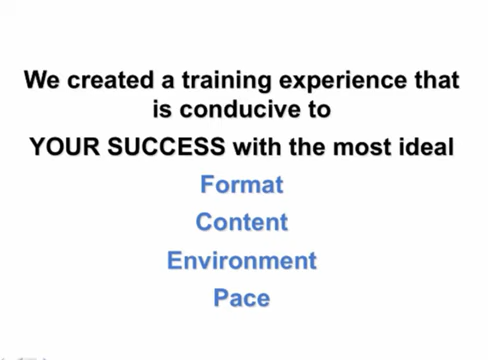 We created a training experience that
is conducive to
YOUR SUCCESS with the most ideal
Format
Content
Environment
Pace